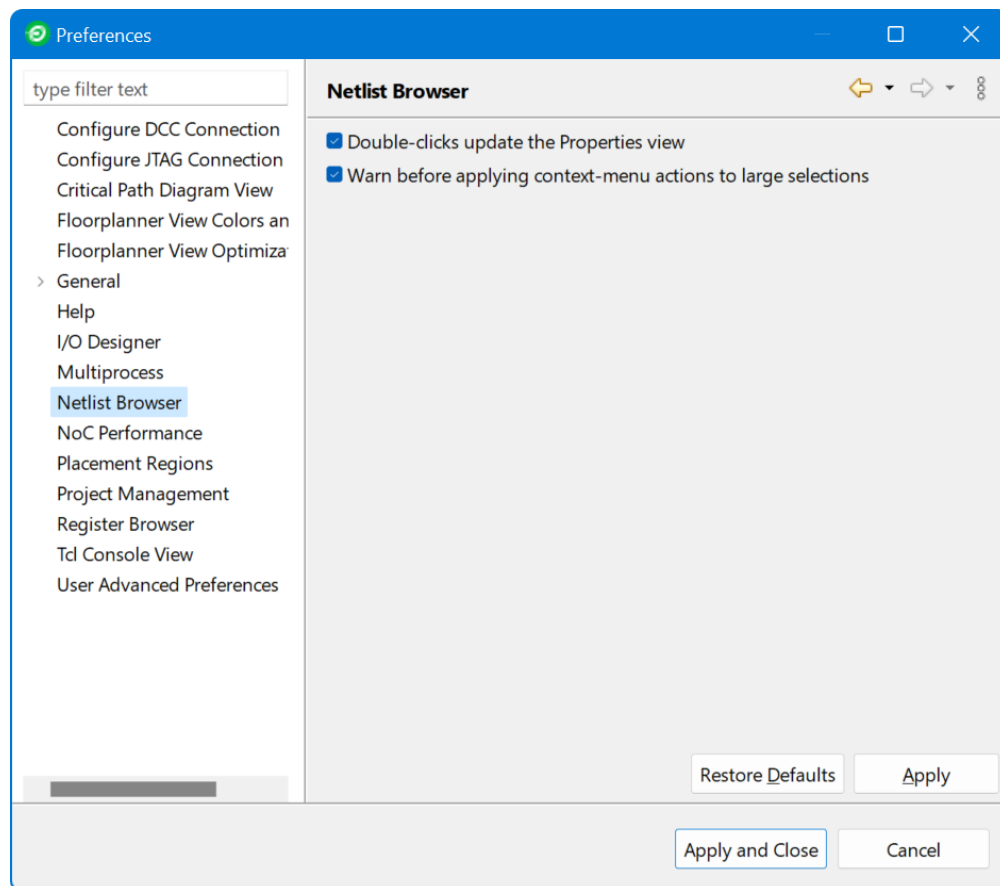 Preferences
type filter text
Configure DCC Connection
Configure JTAG Connection
Critical Path Diagram View
Floorplanner View Colors an
Floorplanner View Optimiza
General
Help
I/O Designer
Multiprocess
Netlist Browser
NoC Performance
Placement Regions
Project Management
Register Browser
Tcl Console View
User Advanced Preferences
Netlist Browser
Double-clicks update the Properties view
Warn before applying context-menu actions to large selections
Restore Defaults
Apply
Apply and Close
Cancel